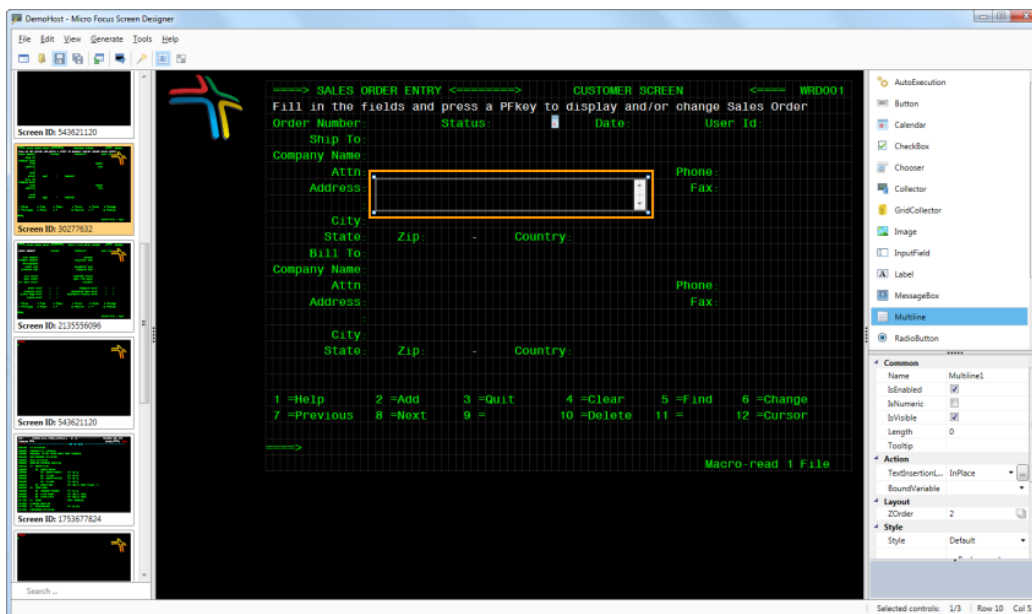 DemoHost - Micro Focus Screen Designer
File Edit View Generate Tools Help
Screen ID: 543621120
Screen ID: 30277632
Screen ID: 2135556096
Screen ID: 543621120
Screen ID: 1753677824
Search ...
====> SALES ORDER ENTRY <========> CUSTOMER SCREEN <==== WRD001
Fill in the fields and press a PFkey to display and/or change Sales Order
Order Number: Status: Date: User Id:
Ship To:
Company Name:
Attn: Phone:
Address: Fax:
:
City:
State: Zip: - Country:
Bill To:
Company Name:
Attn: Phone:
Address: Fax:
:
City:
State: Zip: - Country:
1 =Help 2 =Add 3 =Quit 4 =Clear 5 =Find 6 =Change
7 =Previous 8 =Next 9 = 10 =Delete 11 = 12 =Cursor
====>
Macro-read 1 File
AutoExecution
Button
Calendar
CheckBox
Chooser
Collector
GridCollector
Image
InputField
Label
MessageBox
Multiline
RadioButton
Common
Name Multiline1
IsEnabled
IsNumeric
IsVisible
Length 0
Tooltip
Action
TextInsertionL... InPlace
BoundVariable
Layout
ZOrder 2
Style
Style Default
Selected controls: 1/3 Row 10 Col 5